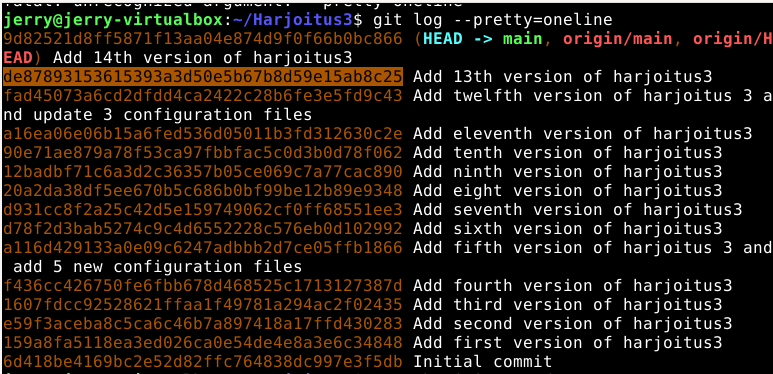 jerry@jerry-virtualbox:~/Harjoitus3$ git log --pretty=oneline
9d82521d8ff5871f13aa04e874d9f0f66b0bc866 (HEAD -> main, origin/main, origin/H
EAD) Add 14th version of harjoitus3
de87893153615393a3d50e5b67b8d59e15ab8c25 Add 13th version of harjoitus3
fad45073a6cd2dfdd4ca2422c28b6fe3e5fd9c43 Add twelfth version of harjoitus 3 a
nd update 3 configuration files
a16ea06e06b15a6fed536d05011b3fd312630c2e Add eleventh version of harjoitus3
90e71ae879a78f53ca97fbbfac5c0d3b0d78f062 Add tenth version of harjoitus3
12badbf71c6a3d2c36357b05ce069c7a77cac890 Add ninth version of harjoitus3
20a2da38df5ee670b5c686b0bf99be12b89e9348 Add eight version of harjoitus3
d931cc8f2a25c42d5e159749062cf0ff68551ee3 Add seventh version of harjoitus3
d78f2d3bab5274c9c4d6552228c576eb0d102992 Add sixth version of harjoitus3
a116d429133a0e09c6247adbbb2d7ce05ffb1866 Add fifth version of harjoitus 3 and
add 5 new configuration files
f436cc426750fe6fbb678d468525c1713127387d Add fourth version of harjoitus3
1607fdcc92528621ffaa1f49781a294ac2f02435 Add third version of harjoitus3
e59f3aceba8c5ca6c46b7a897418a17ffd430283 Add second version of harjoitus3
159a8fa5118ea3ed026ca0e54de4e8a3e6c34848 Add first version of harjoitus3
6d418be4169bc2e52d82ffc764838dc997e3f5db Initial commit